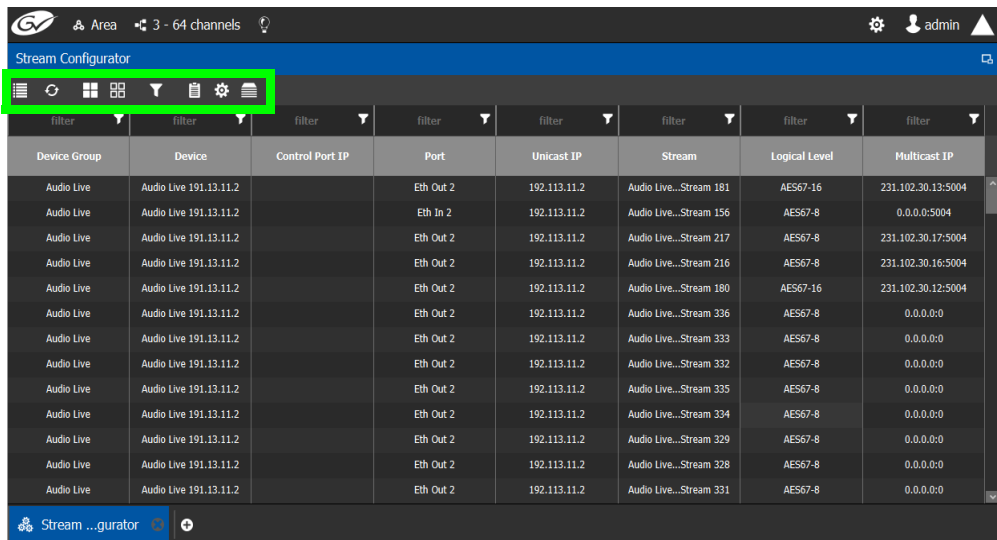 GV Area 3 - 64 channels admin
Stream Configurator
filter filter filter filter filter filter filter filter
Device Group Device Control Port IP Port Unicast IP Stream Logical Level Multicast IP
Audio Live Audio Live 191.13.11.2 Eth Out 2 192.113.11.2 Audio Live...Stream 181 AES67-16 231.102.30.13:5004
Audio Live Audio Live 191.13.11.2 Eth In 2 192.113.11.2 Audio Live...Stream 156 AES67-8 0.0.0.0:5004
Audio Live Audio Live 191.13.11.2 Eth Out 2 192.113.11.2 Audio Live...Stream 217 AES67-8 231.102.30.17:5004
Audio Live Audio Live 191.13.11.2 Eth Out 2 192.113.11.2 Audio Live...Stream 216 AES67-8 231.102.30.16:5004
Audio Live Audio Live 191.13.11.2 Eth Out 2 192.113.11.2 Audio Live...Stream 180 AES67-16 231.102.30.12:5004
Audio Live Audio Live 191.13.11.2 Eth Out 2 192.113.11.2 Audio Live...Stream 336 AES67-8 0.0.0.0:0
Audio Live Audio Live 191.13.11.2 Eth Out 2 192.113.11.2 Audio Live...Stream 333 AES67-8 0.0.0.0:0
Audio Live Audio Live 191.13.11.2 Eth Out 2 192.113.11.2 Audio Live...Stream 332 AES67-8 0.0.0.0:0
Audio Live Audio Live 191.13.11.2 Eth Out 2 192.113.11.2 Audio Live...Stream 335 AES67-8 0.0.0.0:0
Audio Live Audio Live 191.13.11.2 Eth Out 2 192.113.11.2 Audio Live...Stream 334 AES67-8 0.0.0.0:0
Audio Live Audio Live 191.13.11.2 Eth Out 2 192.113.11.2 Audio Live...Stream 329 AES67-8 0.0.0.0:0
Audio Live Audio Live 191.13.11.2 Eth Out 2 192.113.11.2 Audio Live...Stream 328 AES67-8 0.0.0.0:0
Audio Live Audio Live 191.13.11.2 Eth Out 2 192.113.11.2 Audio Live...Stream 331 AES67-8 0.0.0.0:0
Stream ...gurator